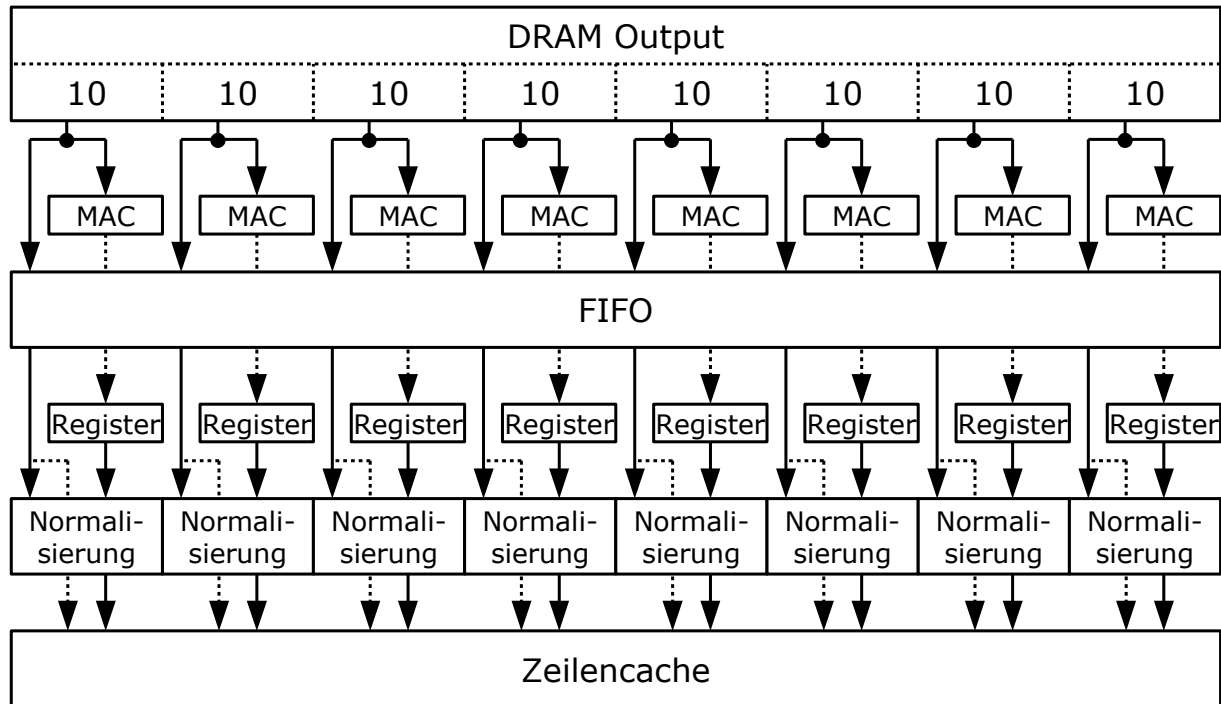 DRAM Output
10 10 10 10 10 10 10 10
MAC MAC MAC MAC MAC MAC MAC MAC
FIFO
Register Register Register Register Register Register Register Register
Normali- Normali- Normali- Normali- Normali- Normali- Normali- Normali-
sierung sierung sierung sierung sierung sierung sierung sierung
Zeilencache